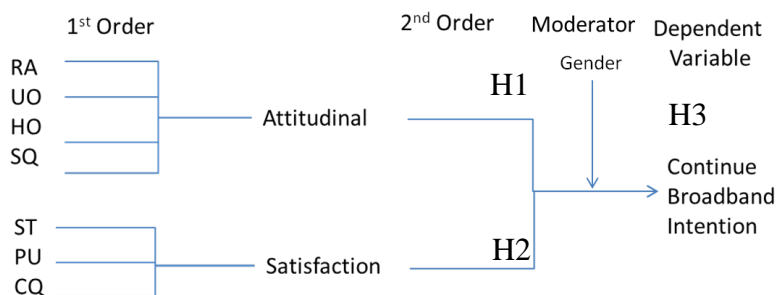 1st Order
2nd Order
Moderator
Dependent
Variable
Gender
RA
UO
HO
SQ
Attitudinal
H1
H3
Continue
Broadband
Intention
ST
PU
CQ
Satisfaction
H2